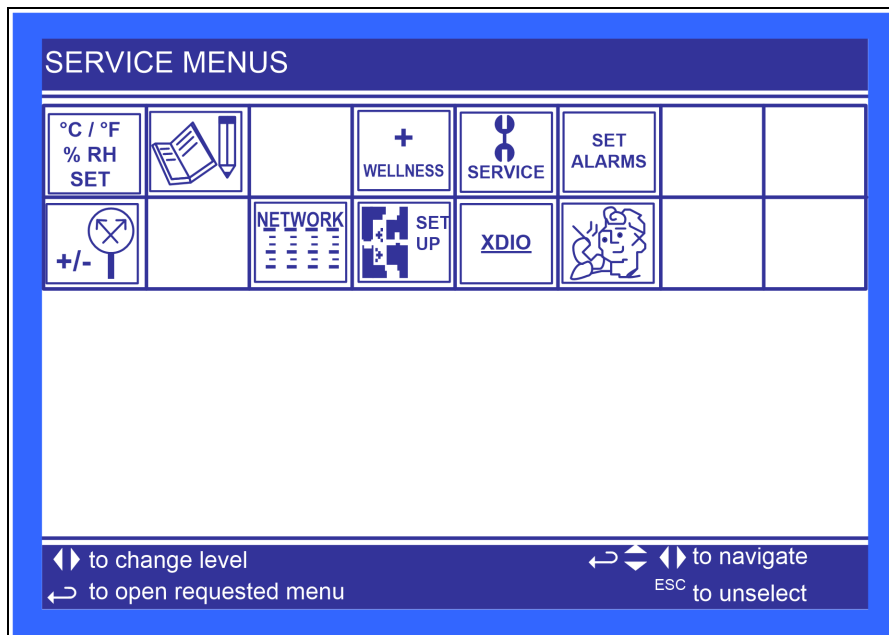 SERVICE MENUS
°C / °F
% RH
SET
+
WELLNESS
SERVICE
SET
ALARMS
+/-
NETWORK
SET
UP
XDIO
to change level
to navigate
to open requested menu
ESC to unselect